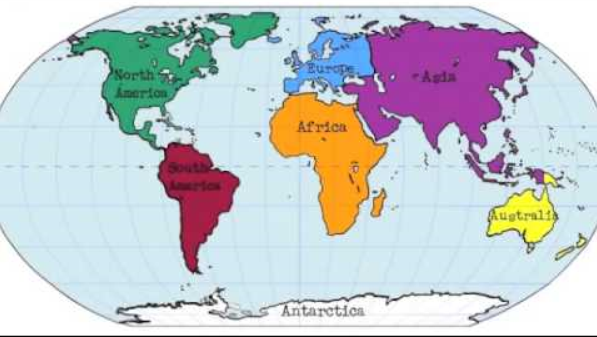 North
America
Europe
Asia
Africa
South
America
Australia
Antarctica